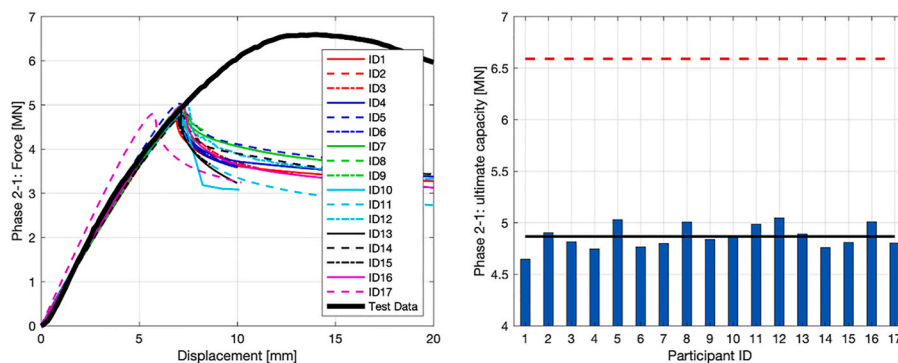 7
6
5
4
3
2
1
0
Phase 2-1: Force [MN]
0 5 10 15 20
Displacement [mm]
ID1
ID2
ID3
ID4
ID5
ID6
ID7
ID8
ID9
ID10
ID11
ID12
ID13
ID14
ID15
ID16
ID17
Test Data
7
6.5
6
5.5
5
4.5
4
Phase 2-1: ultimate capacity [MN]
1 2 3 4 5 6 7 8 9 10 11 12 13 14 15 16 17
Participant ID